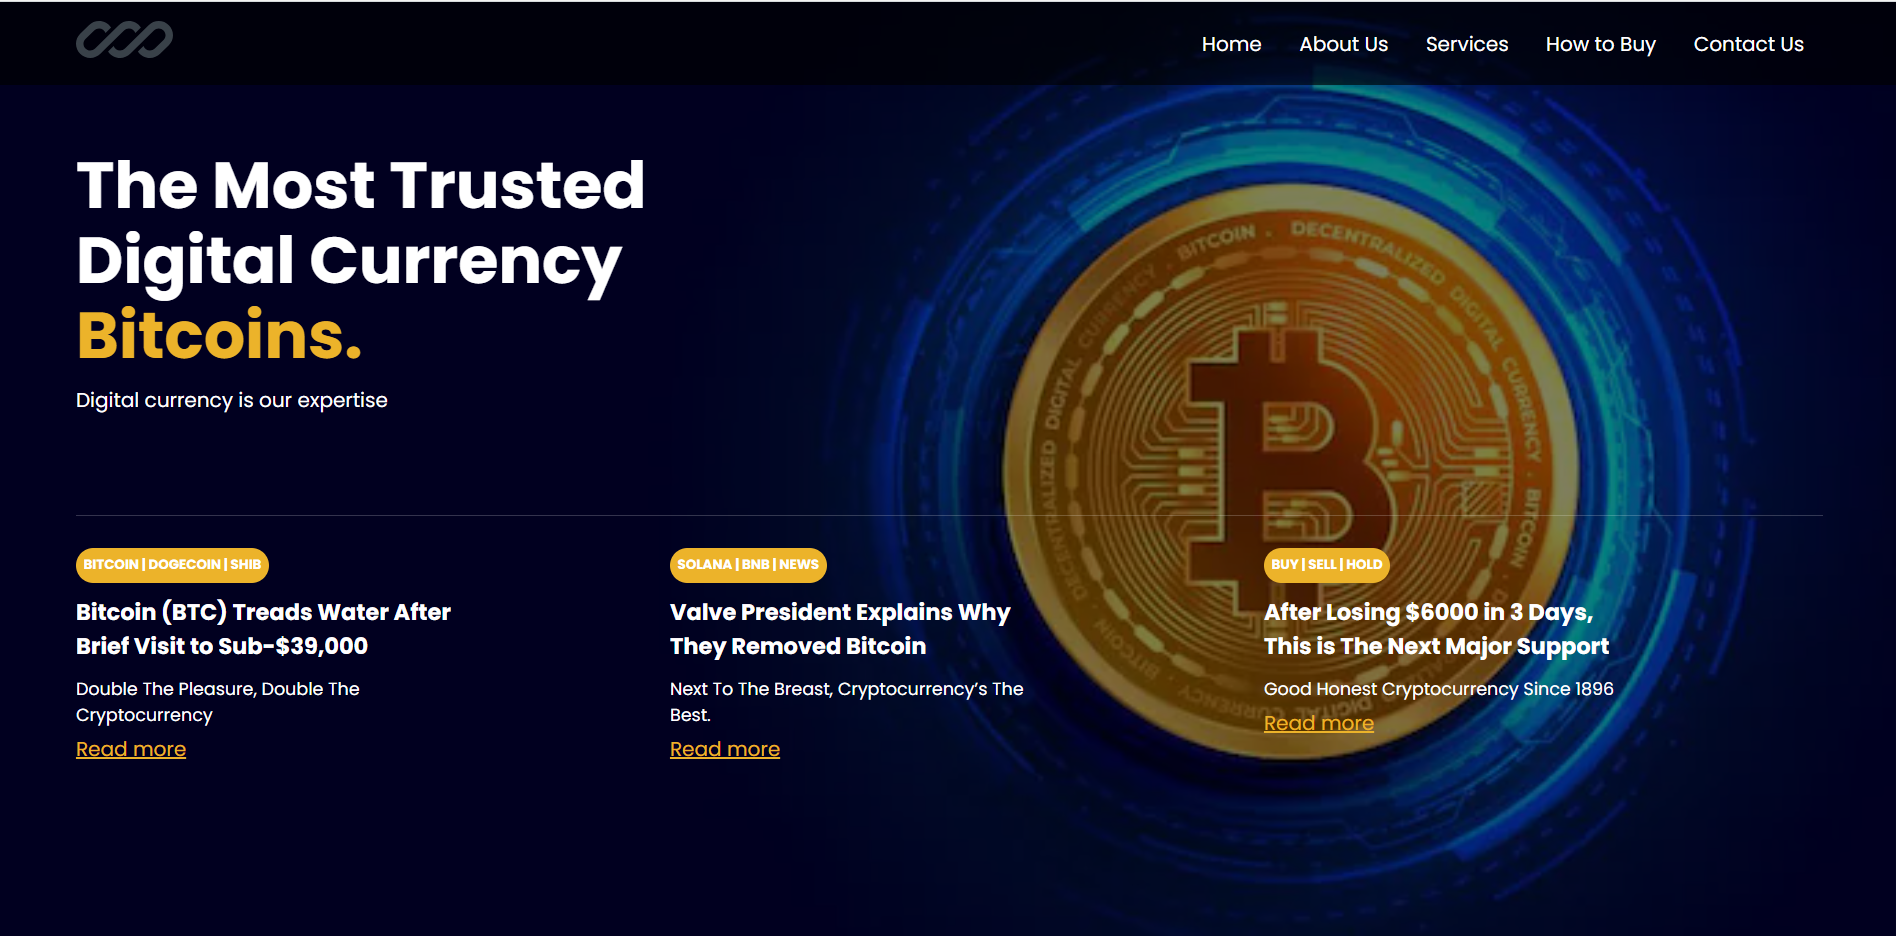 Home About Us Services How to Buy Contact Us
The Most Trusted
Digital Currency
Bitcoins.
Digital currency is our expertise
BITCOIN . DECENTRALIZED DIGITAL CURRENCY . BITCOIN . DECENTRALIZED DIGITAL CURRENCY . BITCOIN . DECENTRALIZED DIGITAL CURRENCY .
BITCOIN | DOGECOIN | SHIB
Bitcoin (BTC) Treads Water After
Brief Visit to Sub-$39,000
Double The Pleasure, Double The
Cryptocurrency
Read more
SOLANA | BNB | NEWS
Valve President Explains Why
They Removed Bitcoin
Next To The Breast, Cryptocurrency’s The
Best.
Read more
BUY | SELL | HOLD
After Losing $6000 in 3 Days,
This is The Next Major Support
Good Honest Cryptocurrency Since 1896
Read more